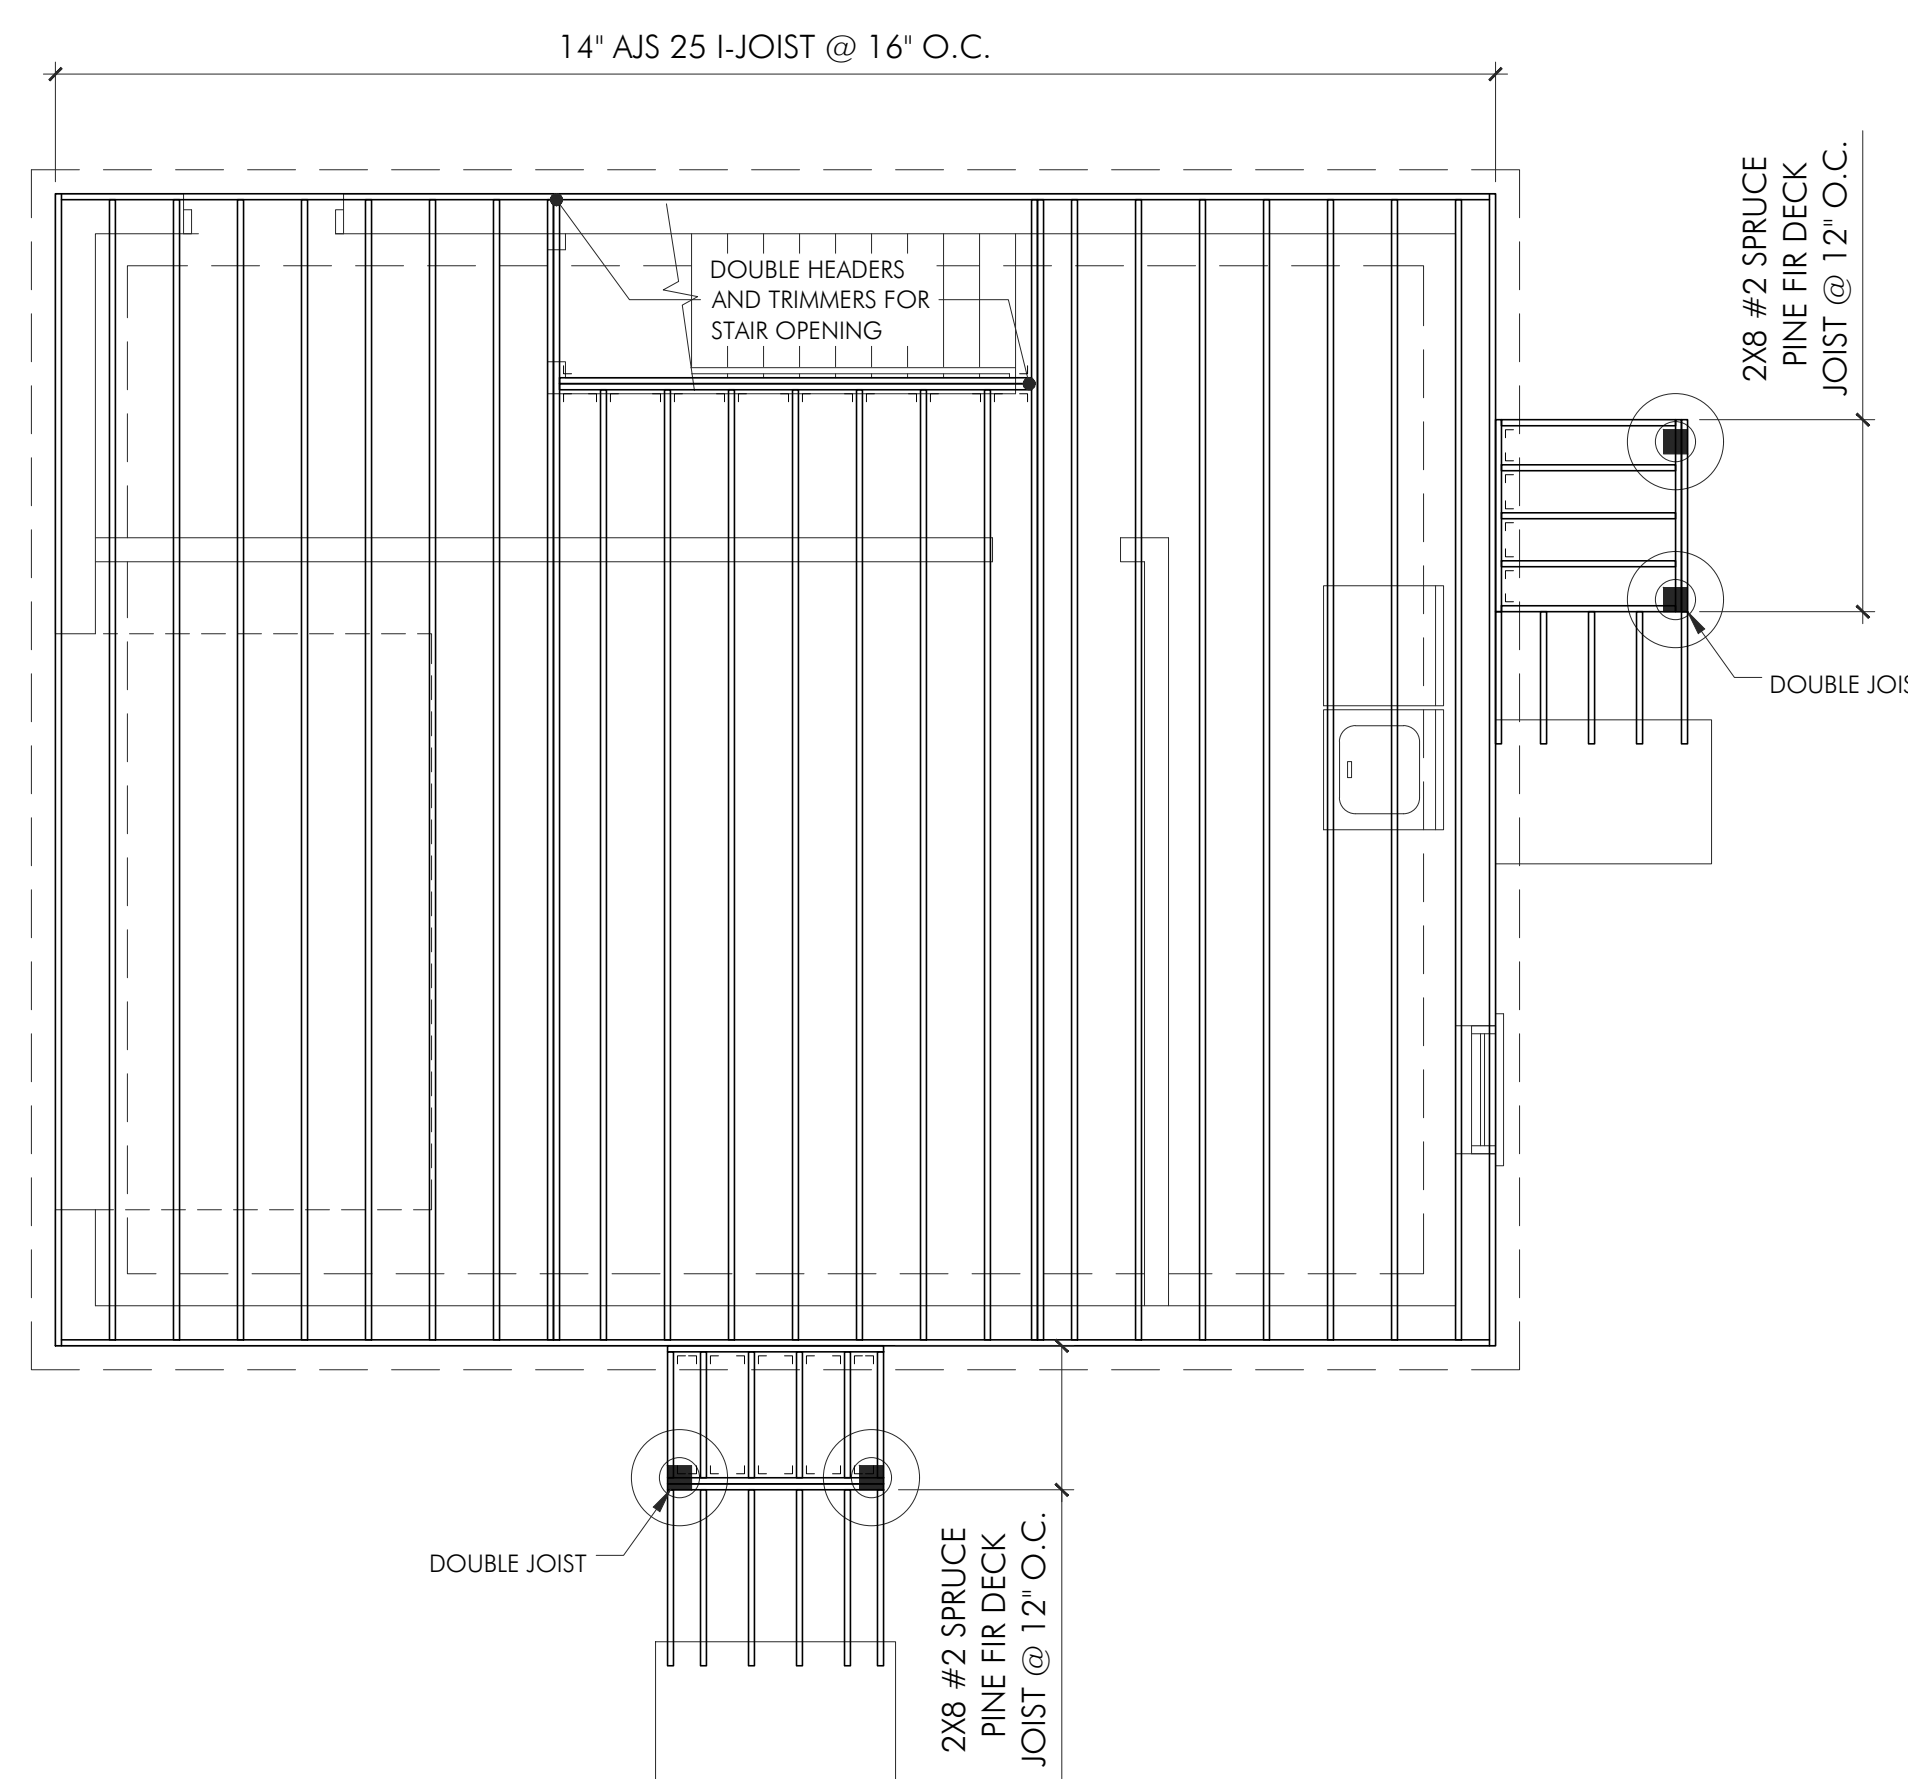 14" AJS 25 I-JOIST @ 16" O.C.
2X8 #2 SPRUCE
PINE FIR DECK
JOIST @ 12" O.C.
DOUBLE HEADERS
AND TRIMMERS FOR
STAIR OPENING
DOUBLE JOIS
DOUBLE JOIST
2X8 #2 SPRUCE
PINE FIR DECK
JOIST @ 12" O.C.